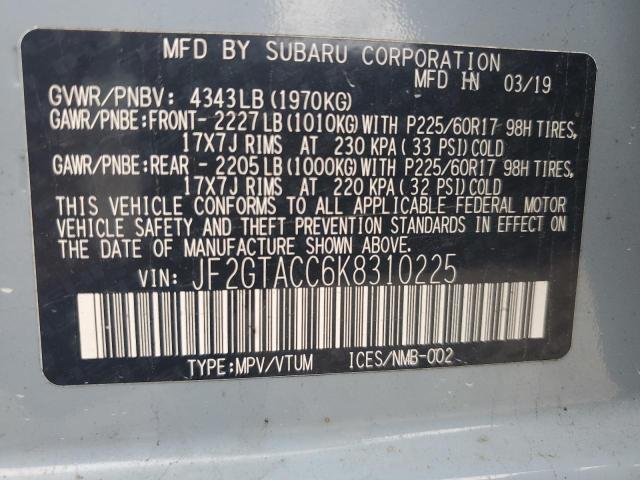 MFD BY SUBARU CORPORATION
MFD IN 03/19
GVWR/PNBV: 4343LB(1970KG)
GAWR/PNBE:FRONT- 2227LB(1010KG)WITH P225/60R17 98H TIRES,
17X7J RIMS AT 230 KPA(33 PSI)COLD
GAWR/PNBE:REAR - 2205LB(1000KG)WITH P225/60R17 98H TIRES,
17X7J RIMS AT 220 KPA(32 PSI)COLD
THIS VEHICLE CONFORMS TO ALL APPLICABLE FEDERAL MOTOR
VEHICLE SAFETY AND THEFT PREVENTION STANDARDS IN EFFECT ON
THE DATE OF MANUFACTURE SHOWN ABOVE.
VIN: JF2GTACC6K8310225
TYPE:MPV/VTUM ICES/NMB-002